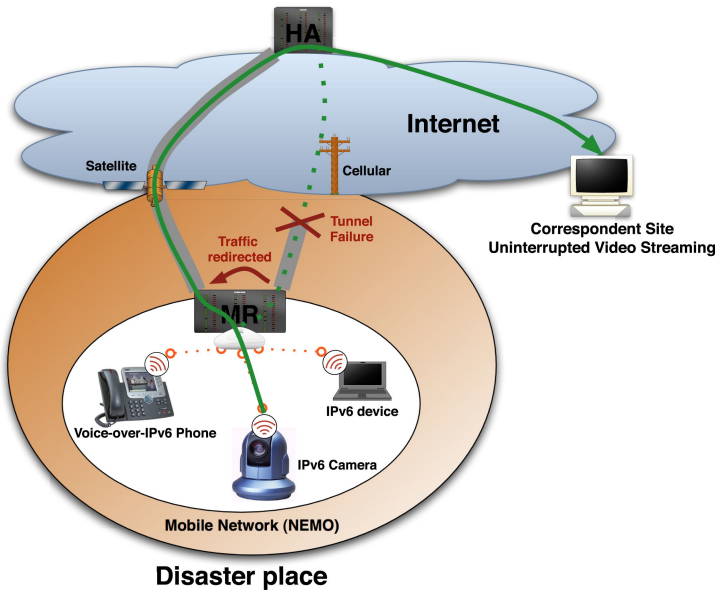 HA
Internet
Satellite
Cellular
Correspondent Site
Uninterrupted Video Streaming
Tunnel
Failure
Traffic
redirected
MR
IPv6 device
Voice-over-IPv6 Phone
IPv6 Camera
Mobile Network (NEMO)
Disaster place